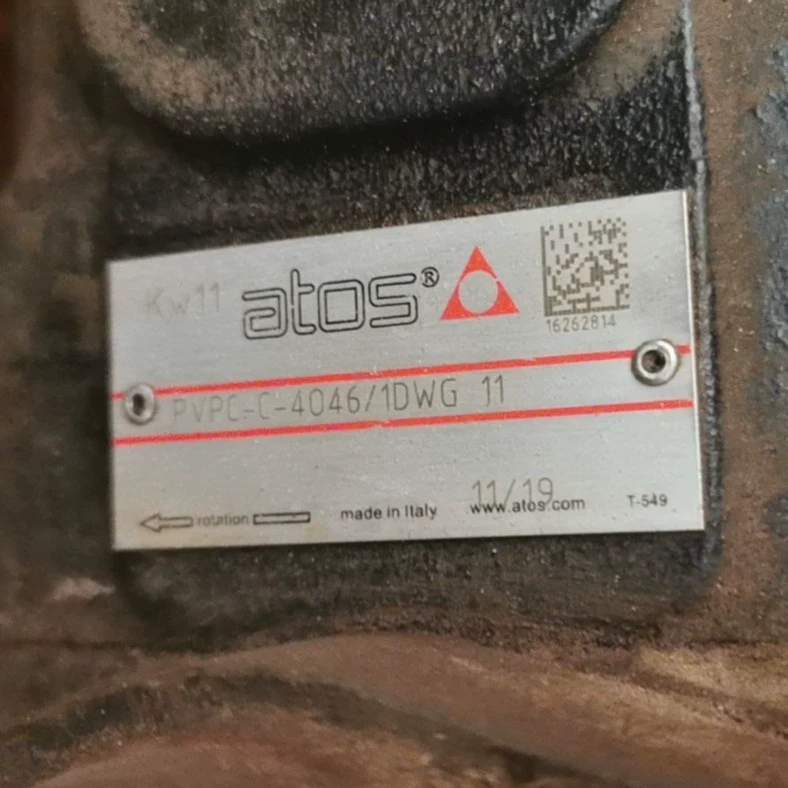 Kw11 atos®
16262814
PVPC-C-4046/1DWG 11
11/19
rotation made in Italy www.atos.com T-549